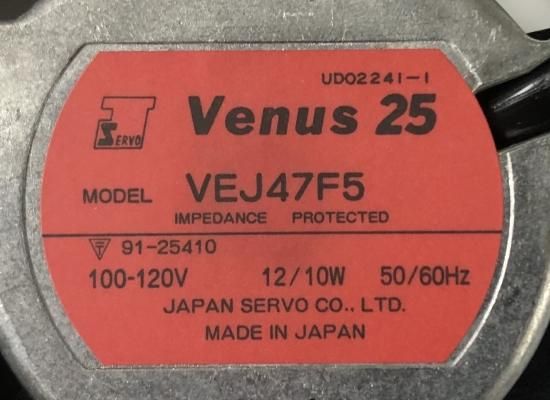 UD02241-1
J SERVO
Venus 25
MODEL VEJ47F5
IMPEDANCE PROTECTED
T 91-25410
100-120V 12/10W 50/60Hz
JAPAN SERVO CO., LTD.
MADE IN JAPAN